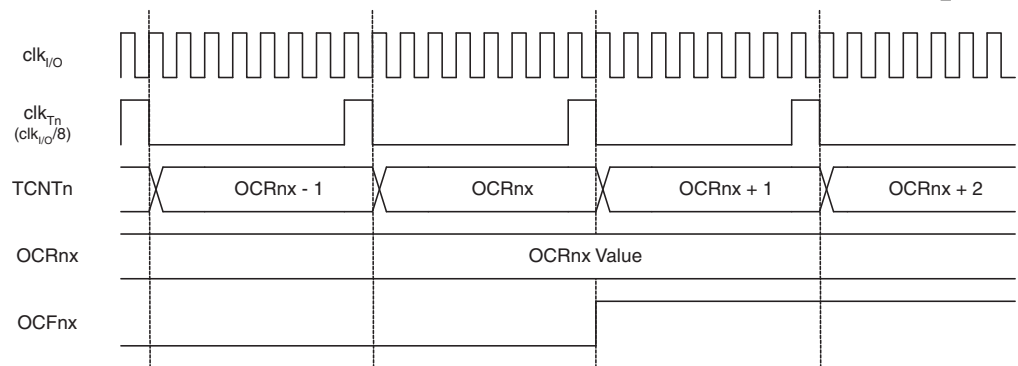 clkI/O
clkTn
(clkI/O/8)
TCNTn OCRnx - 1 OCRnx OCRnx + 1 OCRnx + 2
OCRnx OCRnx Value
OCFnx